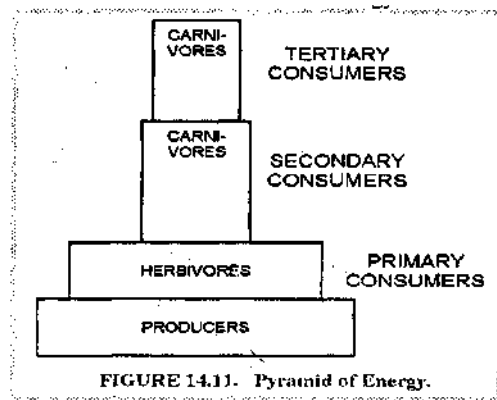 CARNI-
VORES
TERTIARY
CONSUMERS
CARNI-
VORES
SECONDARY
CONSUMERS
HERBIVORES
PRIMARY
CONSUMERS
PRODUCERS
FIGURE 14.11. Pyramid of Energy.